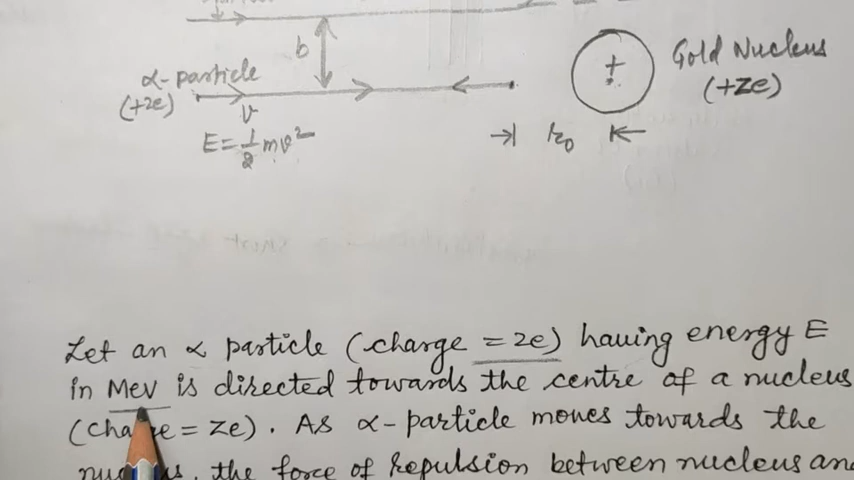 b
α-particle
(+2e)
v
E = 1/2 mv²
+
Gold Nucleus
(+Ze)
r₀
Let an α particle (charge = 2e) having energy E
in MeV is directed towards the centre of a nucleus
(charge = Ze). As α-particle moves towards the
the force of repulsion between nucleus and